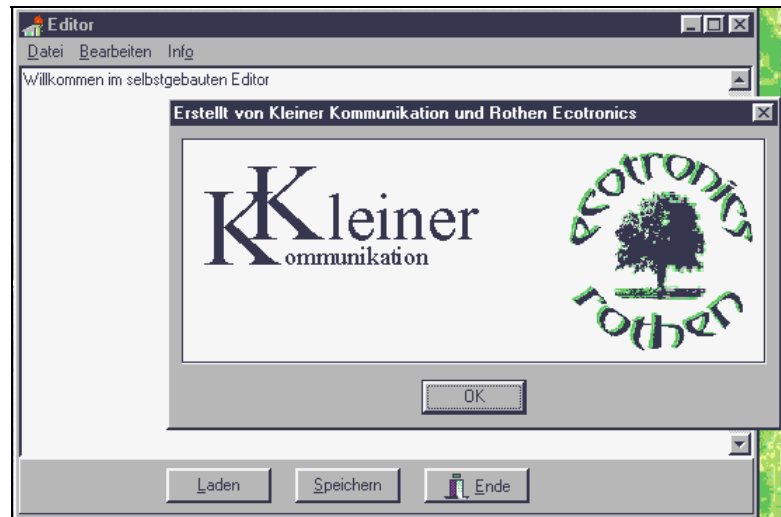 Editor
Datei Bearbeiten Info
Willkommen im selbstgebauten Editor
Erstellt von Kleiner Kommunikation und Rothen Ecotronics
KKleiner
ommunikation
ecotronics
rothen
OK
Laden Speichern Ende